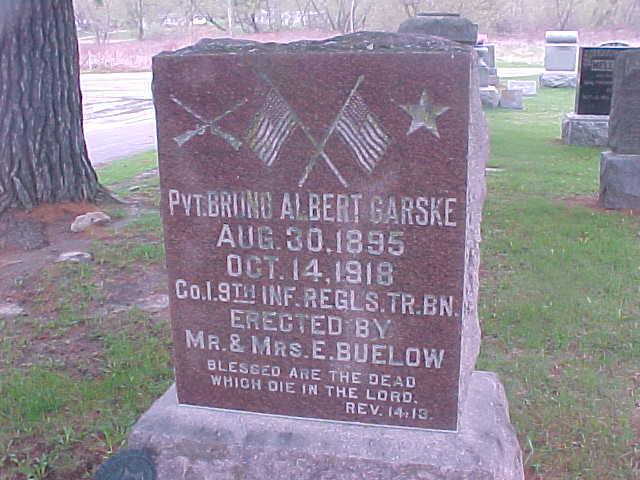 PVT. BRUNO ALBERT GARSKE
AUG. 30, 1895
OCT. 14, 1918
CO. I. 9TH INF. REGLS. TR. BN.
ERECTED BY
MR. & MRS. E. BUELOW
BLESSED ARE THE DEAD
WHICH DIE IN THE LORD.
REV. 14, 13.